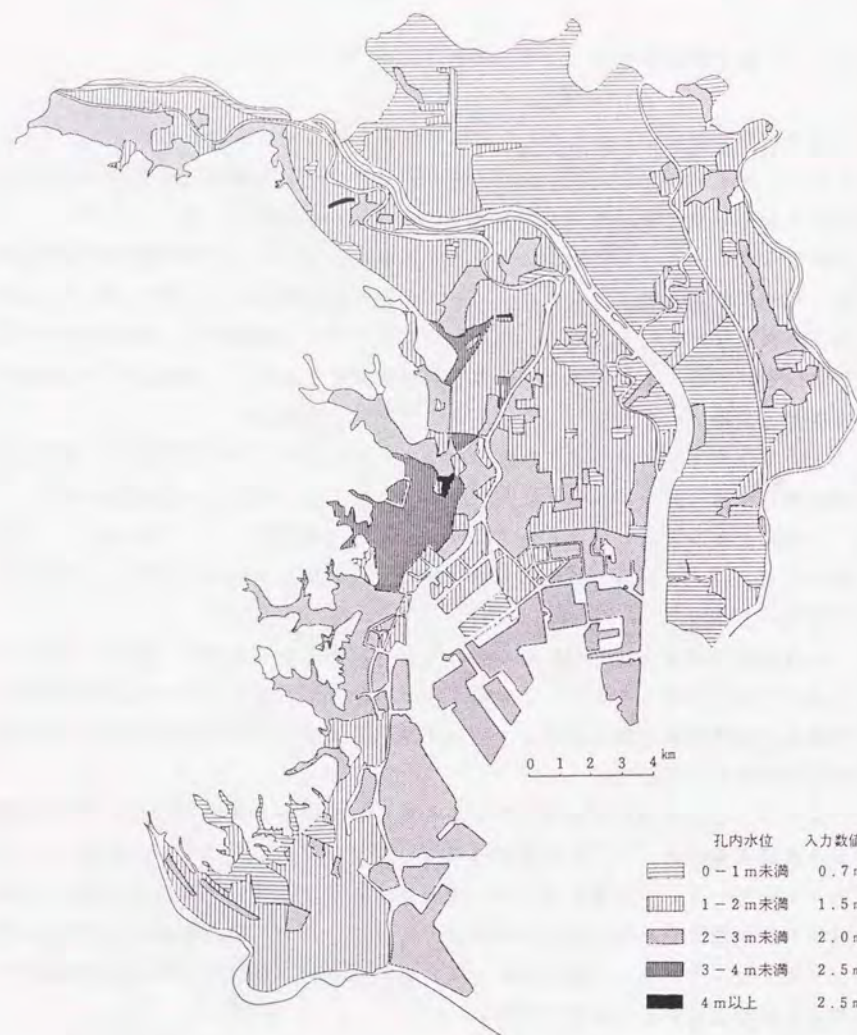 km
0 1 2 3 4
孔内水位 入力数値
0-1m未満 0.7m
1-2m未満 1.5m
2-3m未満 2.0m
3-4m未満 2.5m
4m以上 2.5m